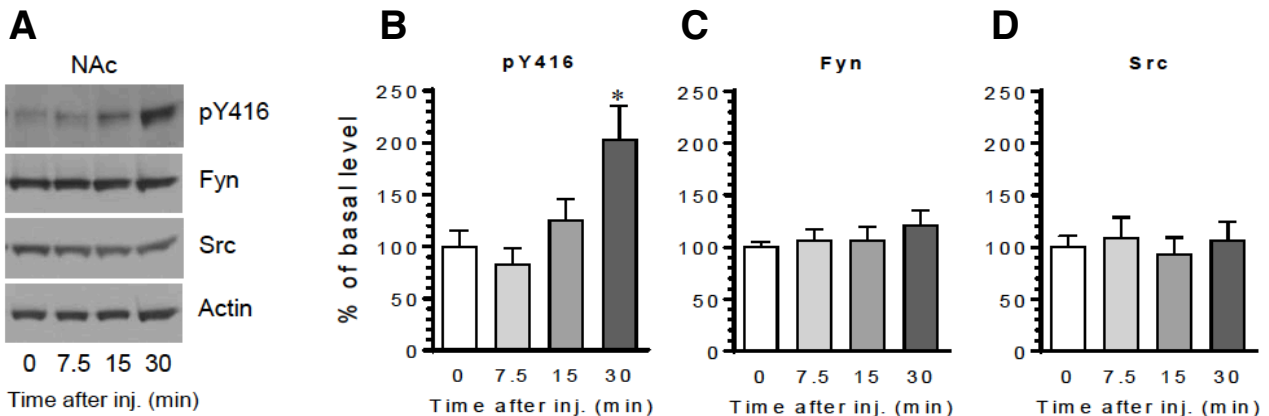 A
NAc
pY416
Fyn
Src
Actin
0 7.5 15 30
Time after inj. (min)
B
pY416
% of basal level
250
200
150
100
50
0
*
0 7.5 15 30
Time after inj. (min)
C
Fyn
250
200
150
100
50
0
0 7.5 15 30
Time after inj. (min)
D
Src
250
200
150
100
50
0
0 7.5 15 30
Time after inj. (min)